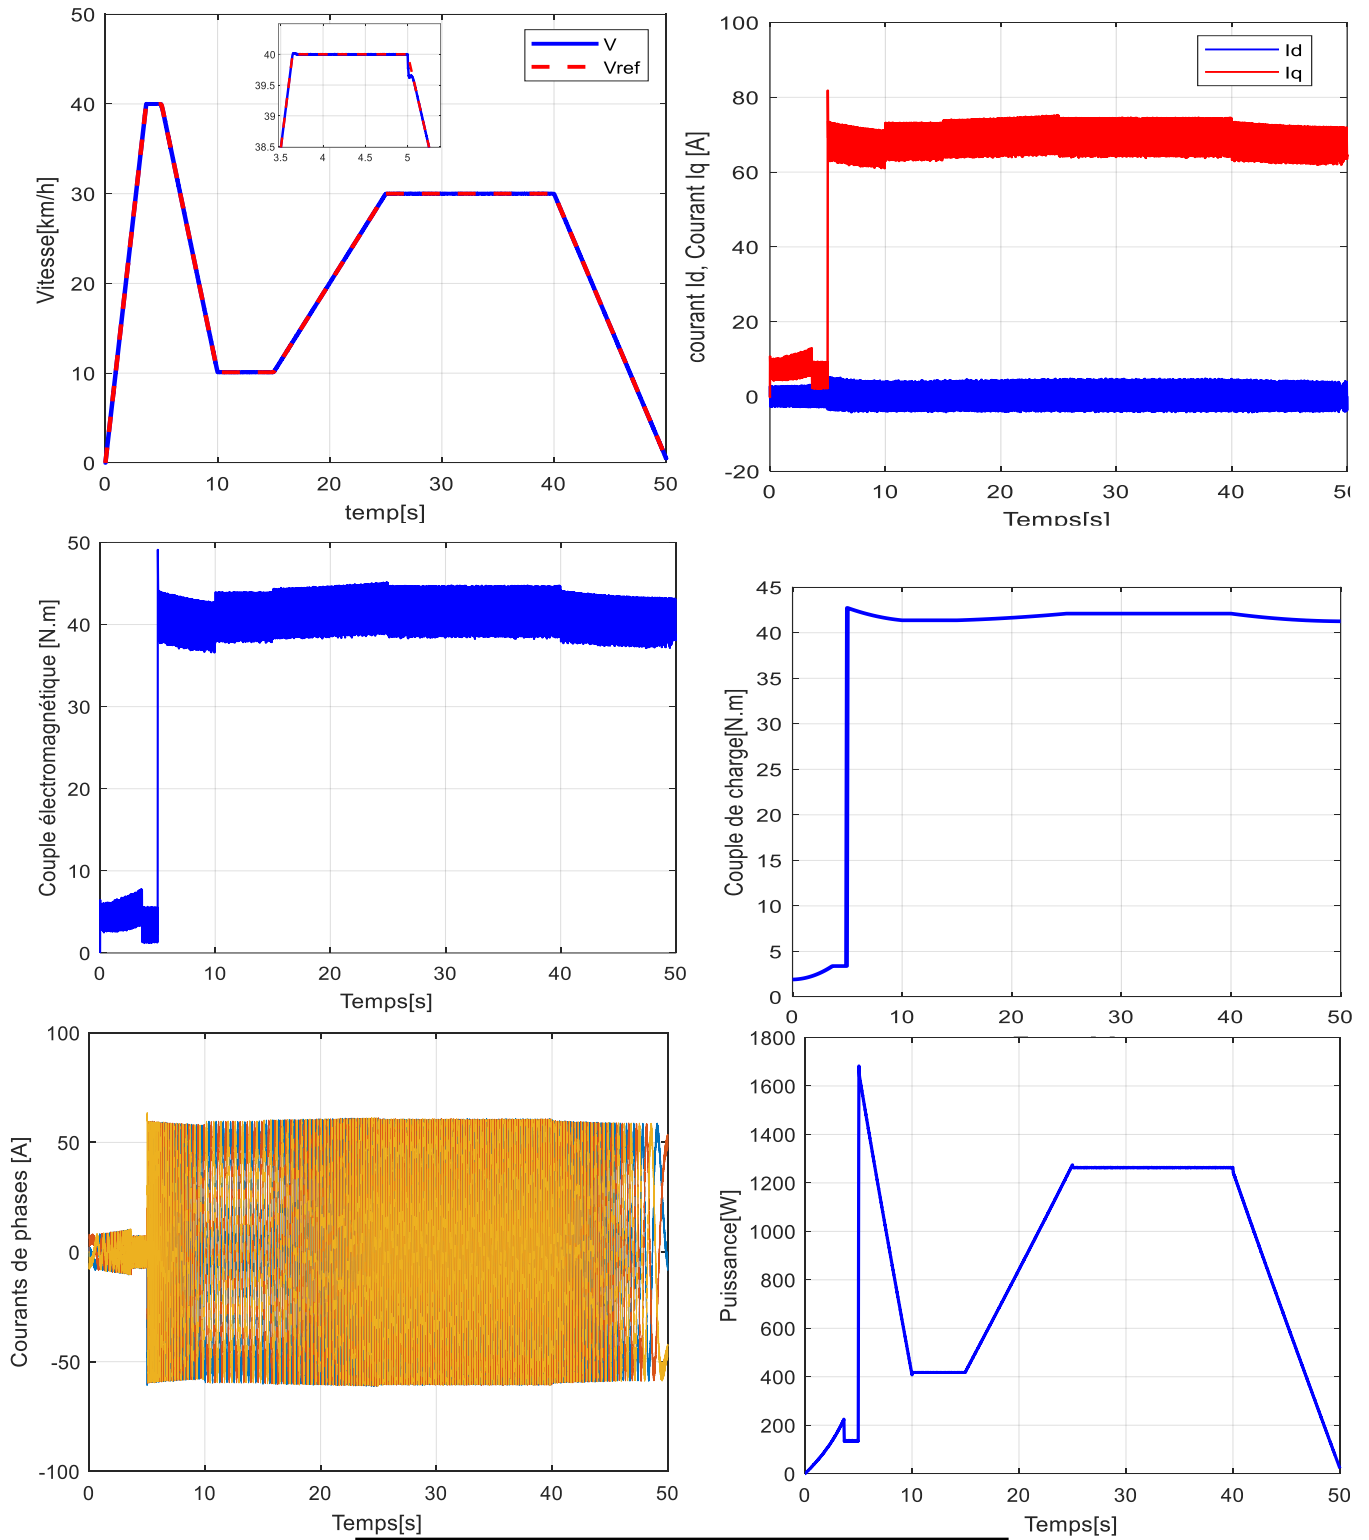 50
40
30
20
10
0
Vitesse[km/h]
0 10 20 30 40 50
temp[s]
40
39.5
39
38.5
3.5 4 4.5 5
V
Vref
100
80
60
40
20
0
-20
courant Id, Courant Iq [A]
Id
Iq
0 10 20 30 40 50
Temps[s]
50
40
30
20
10
0
Couple électromagnétique [N.m]
0 10 20 30 40 50
Temps[s]
45
40
35
30
25
20
15
10
5
0
Couple de charge[N.m]
0 10 20 30 40 50
100
50
0
-50
-100
Courants de phases [A]
0 10 20 30 40 50
Temps[s]
1800
1600
1400
1200
1000
800
600
400
200
0
Puissance[W]
0 10 20 30 40 50
Temps[s]